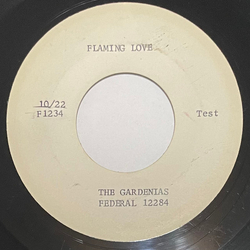 FLAMING LOVE
10/22
F1234
Test
THE GARDENIAS
FEDERAL 12284